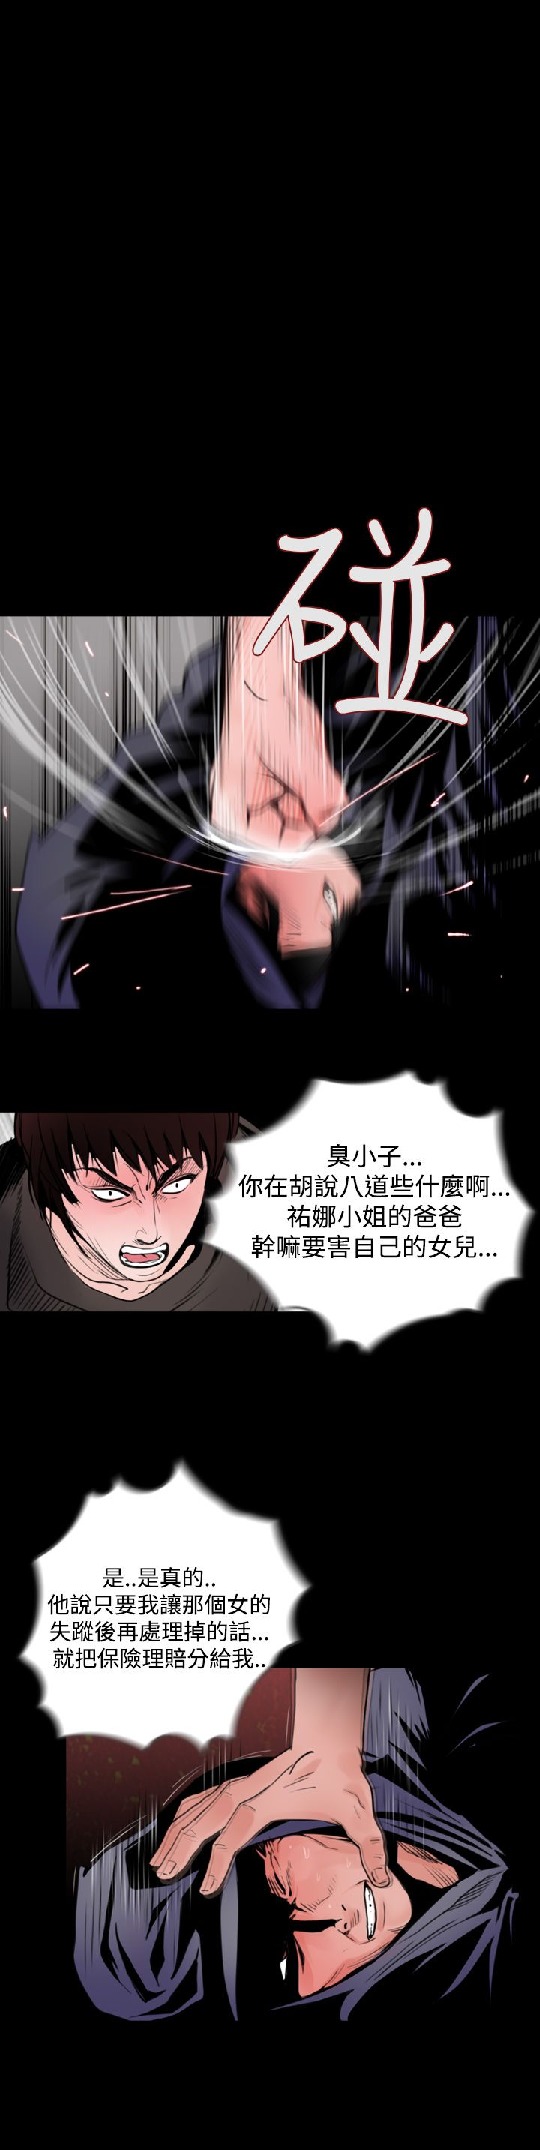 碰
臭小子...
你在胡說八道些什麼啊...
祐娜小姐的爸爸
幹嘛要害自己的女兒...
是..是真的..
他說只要我讓那個女的
失蹤後再處理掉的話...
就把保險理賠分給我..